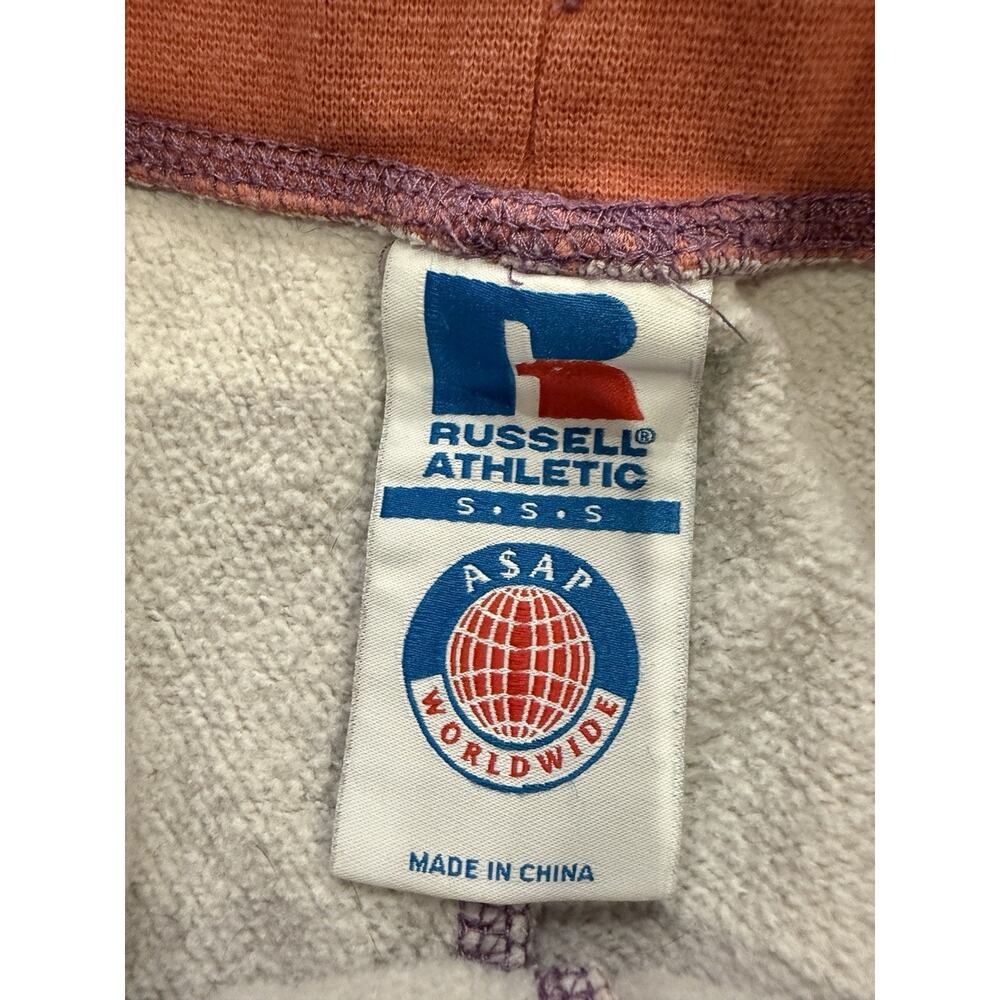 R
RUSSELL®
ATHLETIC
S • S • S
A$AP
WORLDWIDE
MADE IN CHINA